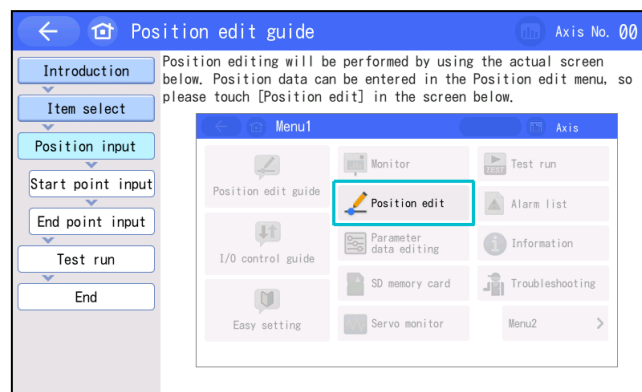 Position edit guide
Axis No. 00
Introduction
Item select
Position input
Start point input
End point input
Test run
End
Position editing will be performed by using the actual screen
below. Position data can be entered in the Position edit menu, so
please touch [Position edit] in the screen below.
Menu1
Axis
Position edit guide
I/O control guide
Easy setting
Monitor
Position edit
Parameter
data editing
SD memory card
Servo monitor
TEST
Test run
Alarm list
Information
Troubleshooting
Menu2